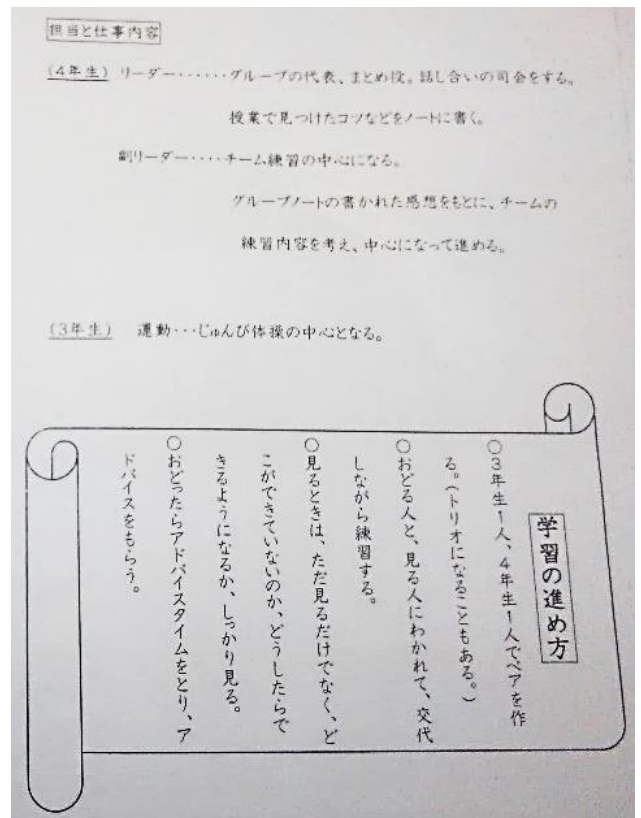 担当と仕事内容
(4年生) リーダー‥‥‥グループの代表、まとめ役。話し合いの司会をする。
授業で見つけたコツなどをノートに書く。
副リーダー‥‥チーム練習の中心になる。
グループノートの書かれた感想をもとに、チームの
練習内容を考え、中心になって進める。
(3年生) 運動‥‥じゅんび体操の中心となる。
学習の進め方
○3年生1人、4年生1人でペアを作
る。(トリオになることもある。)
○おどる人と、見る人にわかれて、交代
しながら練習する。
○見るときは、ただ見るだけでなく、ど
こができていないのか、どうしたらで
きるようになるか、しっかり見る。
○おどったらアドバイスタイムをとり、ア
ドバイスをもらう。